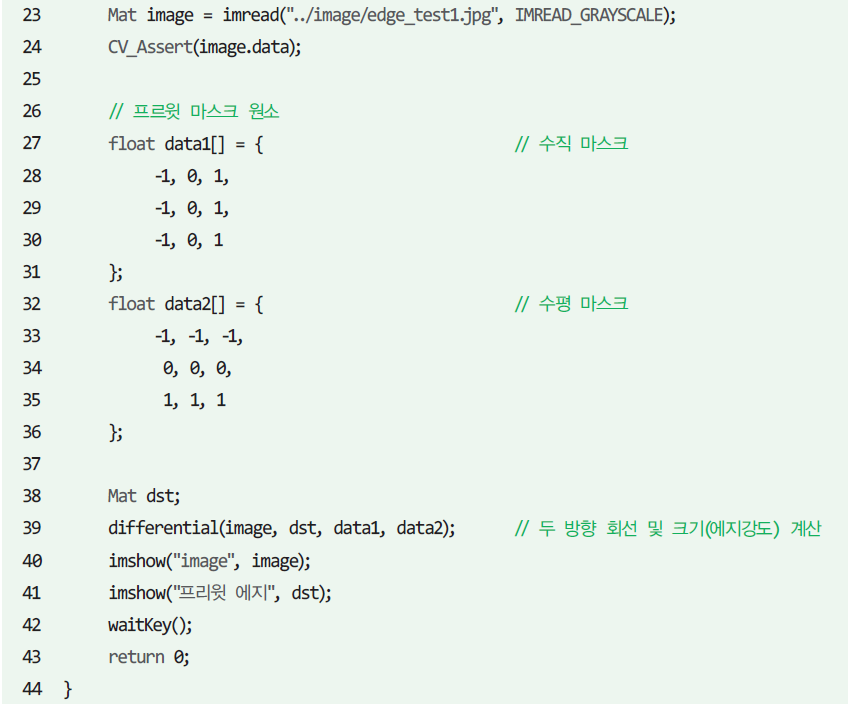 23 Mat image = imread("../image/edge_test1.jpg", IMREAD_GRAYSCALE);
24 CV_Assert(image.data);
25
26 // 프르윗 마스크 원소
27 float data1[] = { // 수직 마스크
28 -1, 0, 1,
29 -1, 0, 1,
30 -1, 0, 1
31 };
32 float data2[] = { // 수평 마스크
33 -1, -1, -1,
34 0, 0, 0,
35 1, 1, 1
36 };
37
38 Mat dst;
39 differential(image, dst, data1, data2); // 두 방향 회선 및 크기(에지강도) 계산
40 imshow("image", image);
41 imshow("프리윗 에지", dst);
42 waitKey();
43 return 0;
44 }